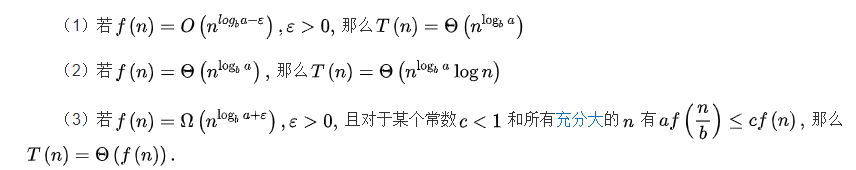 （1）若 $f(n)=O\left(n^{log_b a-\varepsilon}\right),\varepsilon>0,$ 那么 $T(n)=\Theta\left(n^{\log_b a}\right)$
（2）若 $f(n)=\Theta\left(n^{\log_b a}\right),$ 那么 $T(n)=\Theta\left(n^{\log_b a}\log n\right)$
（3）若 $f(n)=\Omega\left(n^{\log_b a+\varepsilon}\right),\varepsilon>0,$ 且对于某个常数 $c<1$ 和所有充分大的 $n$ 有 $af\left(\frac{n}{b}\right)\leq cf(n),$ 那么
$T(n)=\Theta(f(n)).$